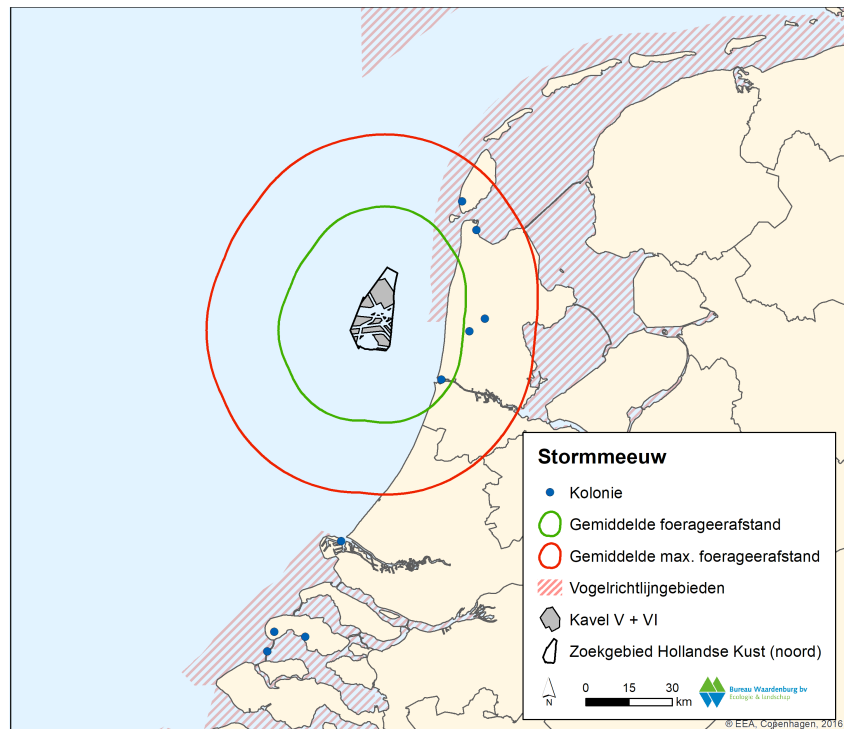 Stormmeeuw
Kolonie
Gemiddelde foerageerafstand
Gemiddelde max. foerageerafstand
Vogelrichtlijngebieden
Kavel V + VI
Zoekgebied Hollandse Kust (noord)
N
0 15 30
km
Bureau Waardenburg bv
Ecologie & landschap
® EEA, Copenhagen, 2016